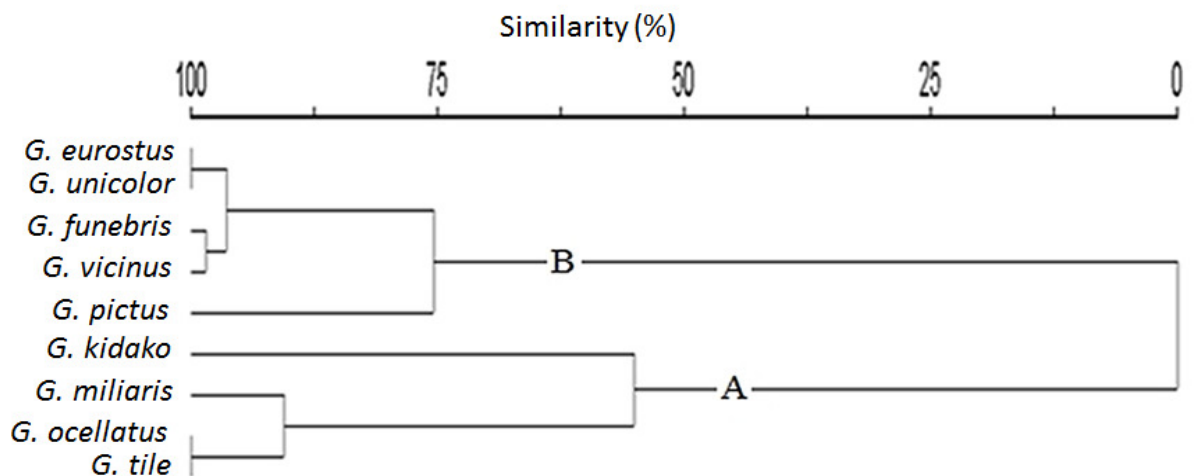 Similarity (%)
100 75 50 25 0
G. eurostus
G. unicolor
G. funebris
G. vicinus
B
G. pictus
G. kidako
G. miliaris
A
G. ocellatus
G. tile